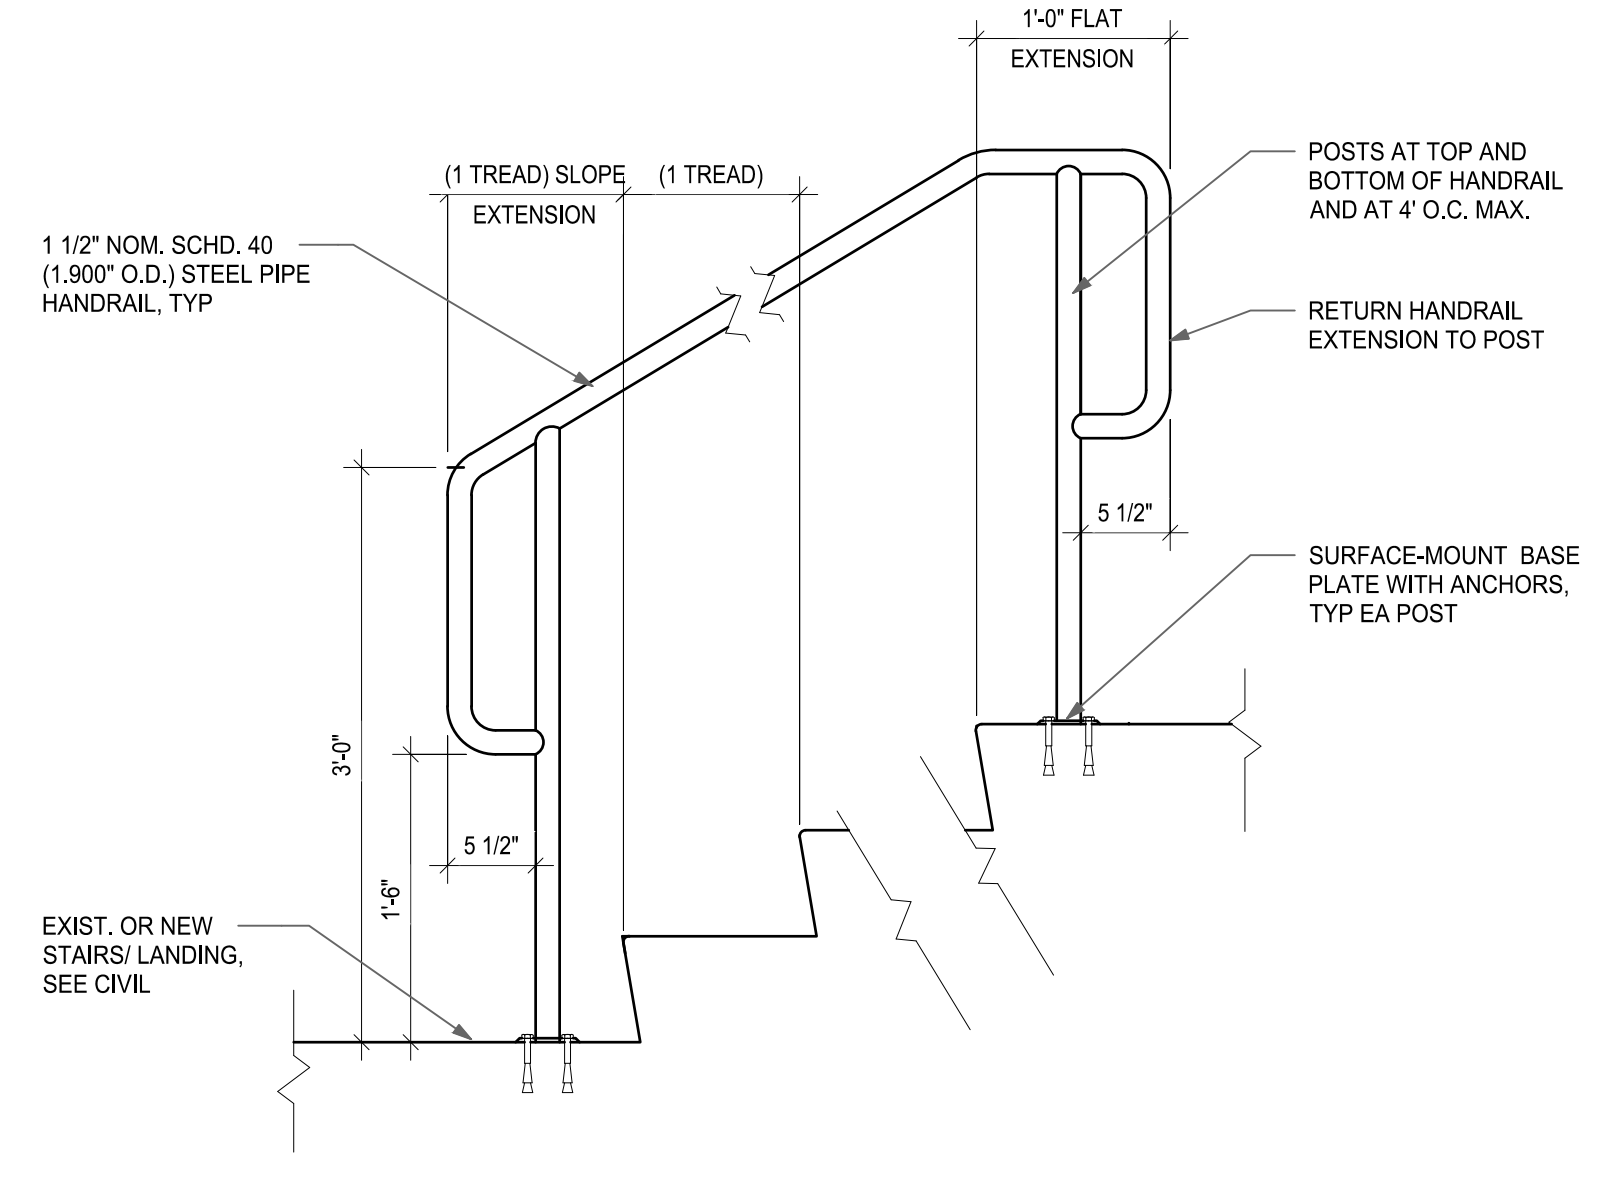 1'-0" FLAT
EXTENSION
(1 TREAD) SLOPE
EXTENSION
(1 TREAD)
POSTS AT TOP AND
BOTTOM OF HANDRAIL
AND AT 4' O.C. MAX.
1 1/2" NOM. SCHD. 40
(1.900" O.D.) STEEL PIPE
HANDRAIL, TYP
RETURN HANDRAIL
EXTENSION TO POST
5 1/2"
SURFACE-MOUNT BASE
PLATE WITH ANCHORS,
TYP EA POST
3'-0"
5 1/2"
1'-6"
EXIST. OR NEW
STAIRS/ LANDING,
SEE CIVIL